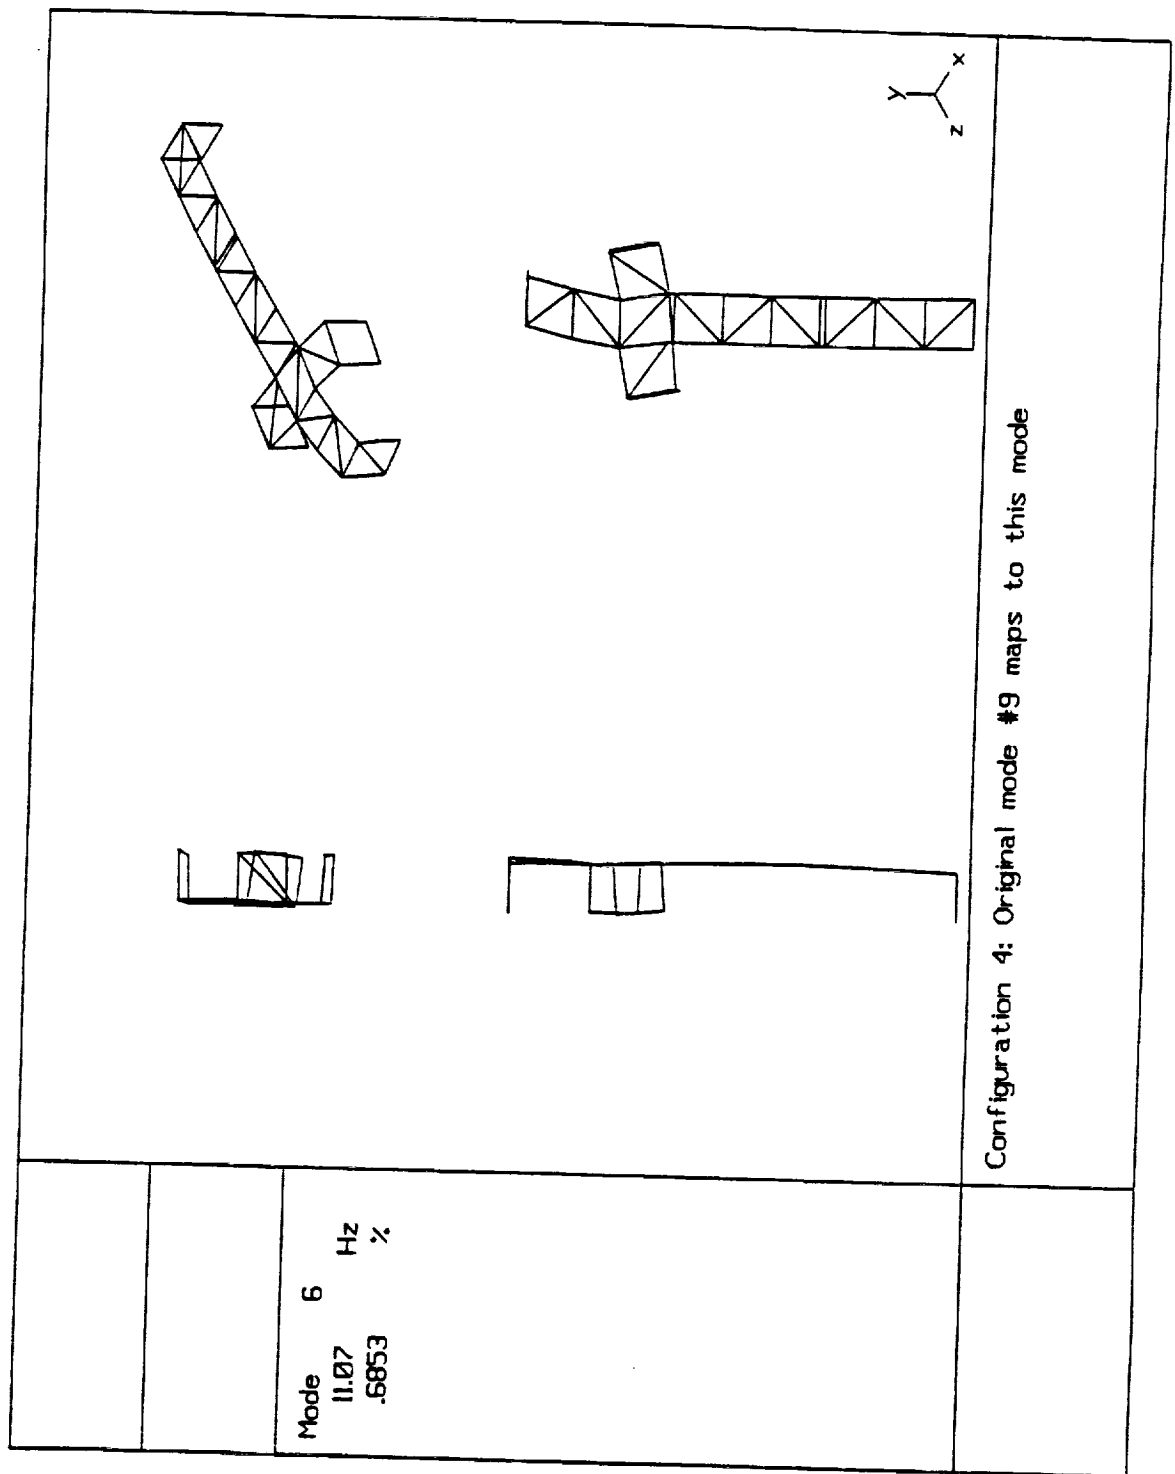 Mode 6
11.07 Hz
.6853 %
y
x
z
Configuration 4: Original mode #9 maps to this mode